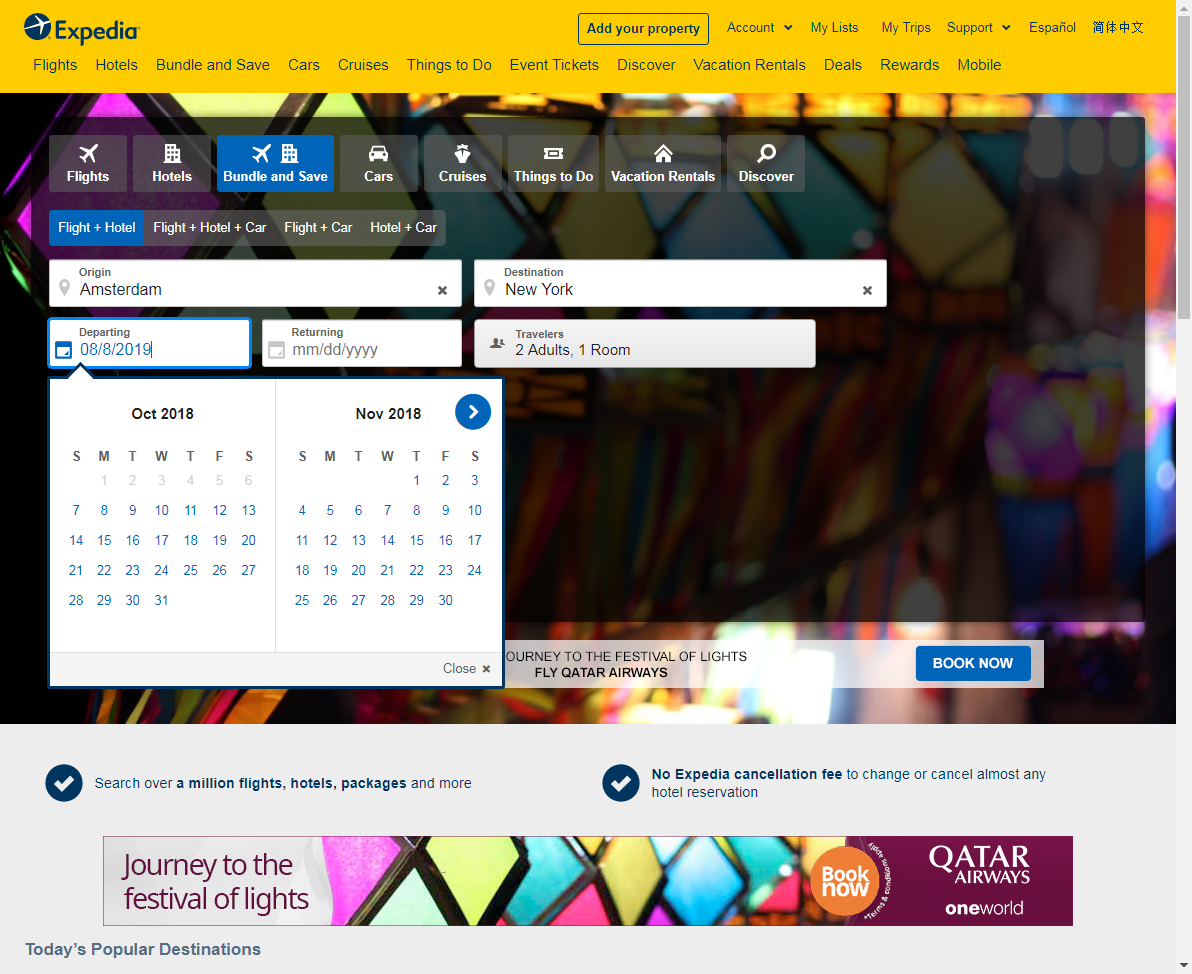 Expedia
Add your property
Account
My Lists
My Trips
Support
Español
简体中文
Flights
Hotels
Bundle and Save
Cars
Cruises
Things to Do
Event Tickets
Discover
Vacation Rentals
Deals
Rewards
Mobile
Flights
Hotels
Bundle and Save
Cars
Cruises
Things to Do
Vacation Rentals
Discover
Flight + Hotel
Flight + Hotel + Car
Flight + Car
Hotel + Car
Origin
Amsterdam
Destination
New York
Departing
08/8/2019
Returning
mm/dd/yyyy
Travelers
2 Adults, 1 Room
Oct 2018
S M T W T F S
1 2 3 4 5 6
7 8 9 10 11 12 13
14 15 16 17 18 19 20
21 22 23 24 25 26 27
28 29 30 31
Nov 2018
S M T W T F S
1 2 3
4 5 6 7 8 9 10
11 12 13 14 15 16 17
18 19 20 21 22 23 24
25 26 27 28 29 30
Close
OURNEY TO THE FESTIVAL OF LIGHTS
FLY QATAR AIRWAYS
BOOK NOW
Search over a million flights, hotels, packages and more
No Expedia cancellation fee to change or cancel almost any
hotel reservation
Journey to the
festival of lights
Book
now
*Terms & conditions apply
QATAR
AIRWAYS
oneworld
Today's Popular Destinations